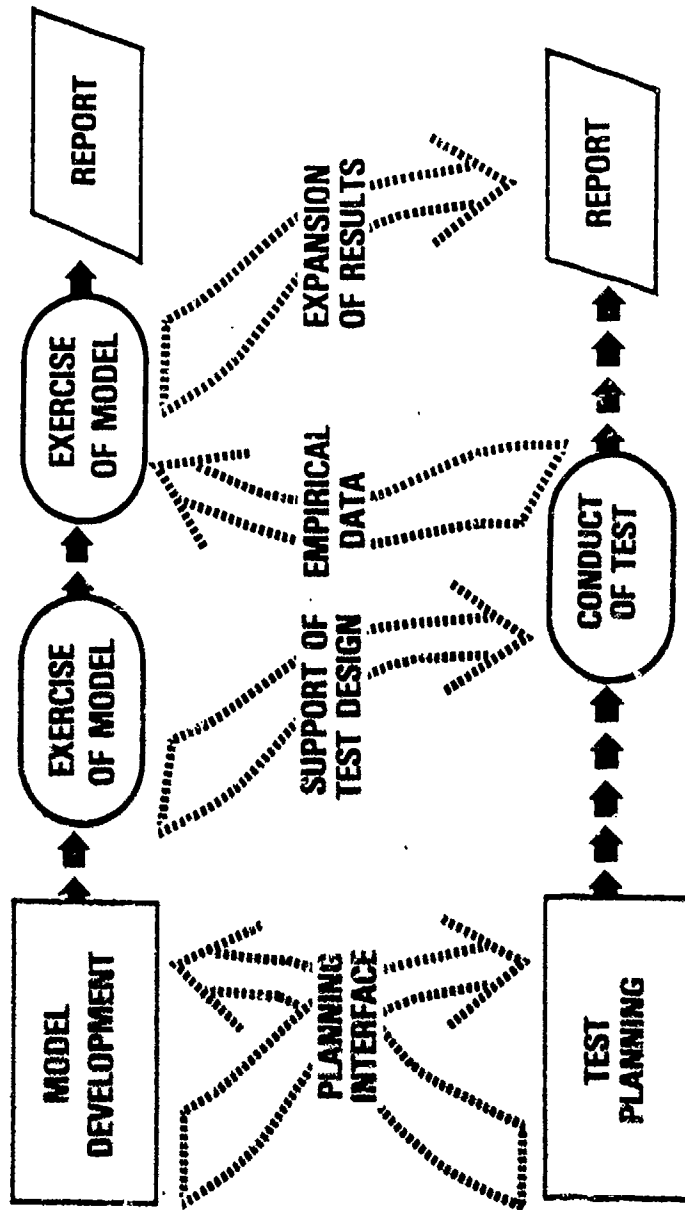 MODEL
DEVELOPMENT
EXERCISE
OF MODEL
EXERCISE
OF MODEL
REPORT
PLANNING
INTERFACE
SUPPORT OF
TEST DESIGN
EMPIRICAL
DATA
EXPANSION
OF RESULTS
TEST
PLANNING
CONDUCT
OF TEST
REPORT